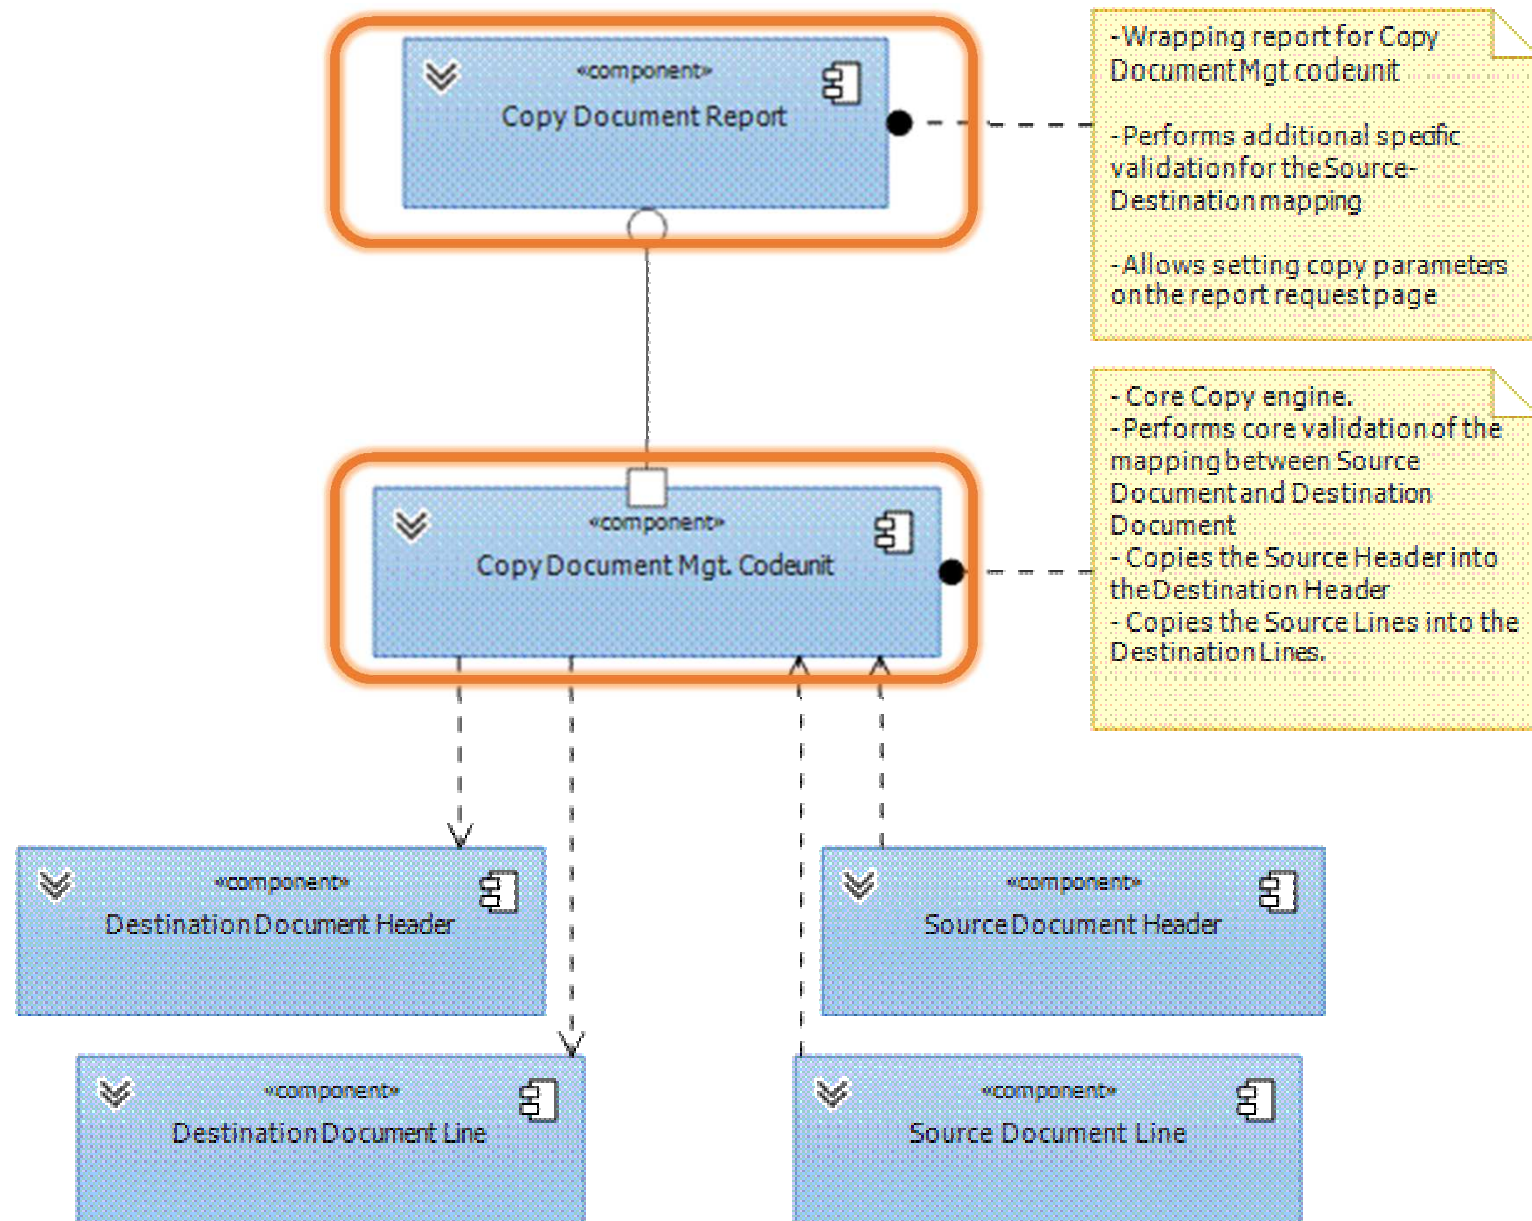 «component»
Copy Document Report
-Wrapping report for Copy
Document Mgt codeunit
-Performs additional specific
validation for the Source-
Destination mapping
-Allows setting copy parameters
on the report request page
«component»
Copy Document Mgt. Codeunit
- Core Copy engine.
-Performs core validation of the
mapping between Source
Document and Destination
Document
- Copies the Source Header into
the Destination Header
- Copies the Source Lines into the
Destination Lines.
«component»
Destination Document Header
«component»
Source Document Header
«component»
Destination Document Line
«component»
Source Document Line